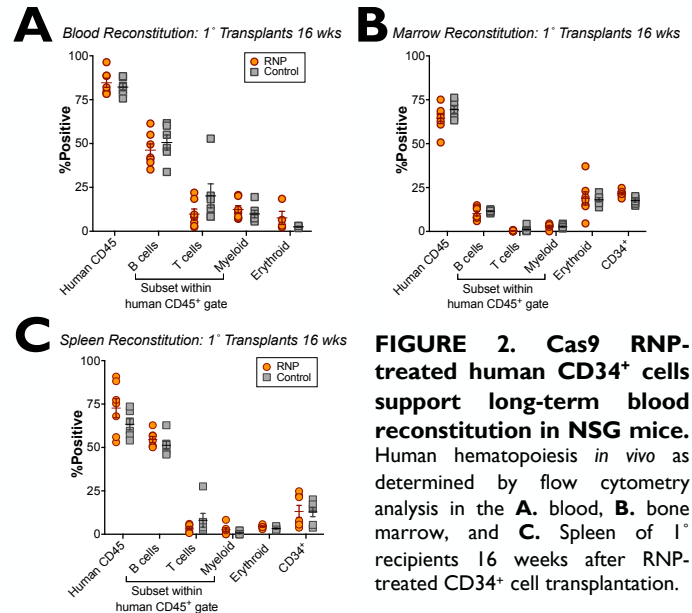 A Blood Reconstitution: 1° Transplants 16 wks
100
75
50
25
0
%Positive
RNP
Control
Human CD45
B cells
T cells
Myeloid
Erythroid
Subset within
human CD45+ gate
B Marrow Reconstitution: 1° Transplants 16 wks
100
75
50
25
0
%Positive
Human CD45
B cells
T cells
Myeloid
Erythroid
CD34+
Subset within
human CD45+ gate
C Spleen Reconstitution: 1° Transplants 16 wks
100
75
50
25
0
%Positive
RNP
Control
Human CD45
B cells
T cells
Myeloid
Erythroid
CD34+
Subset within
human CD45+ gate
FIGURE 2. Cas9 RNP-
treated human CD34+ cells
support long-term blood
reconstitution in NSG mice.
Human hematopoiesis in vivo as
determined by flow cytometry
analysis in the A. blood, B. bone
marrow, and C. Spleen of 1°
recipients 16 weeks after RNP-
treated CD34+ cell transplantation.